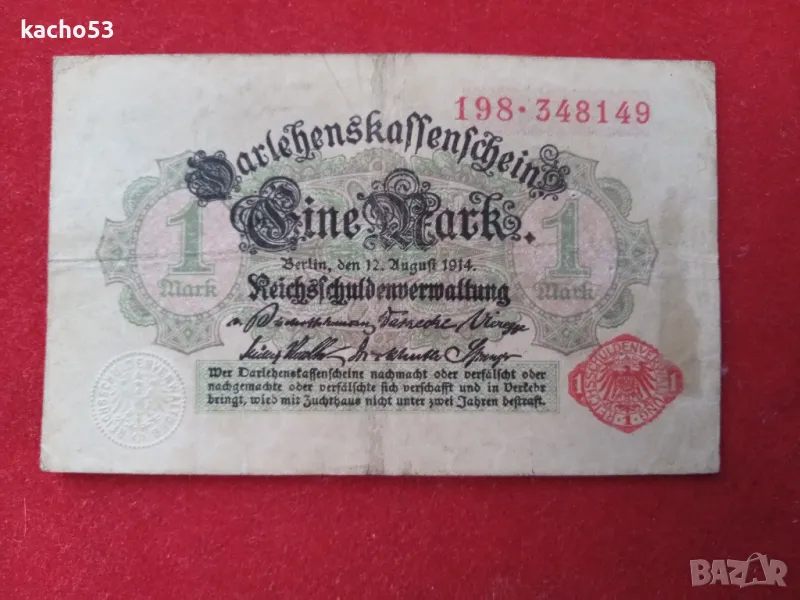 kacho53
198·348149
Darlehenskassenschein
Eine Mark.
1 Mark
1 Mark
Berlin, den 12. August 1914.
Reichsschuldenverwaltung
Wer Darlehenskassenscheine nachmacht oder verfälscht oder
nachgemachte oder verfälschte sich verschafft und in Verkehr
bringt, wird mit Zuchthaus nicht unter zwei Jahren bestraft.
1 1
1
BAZAR